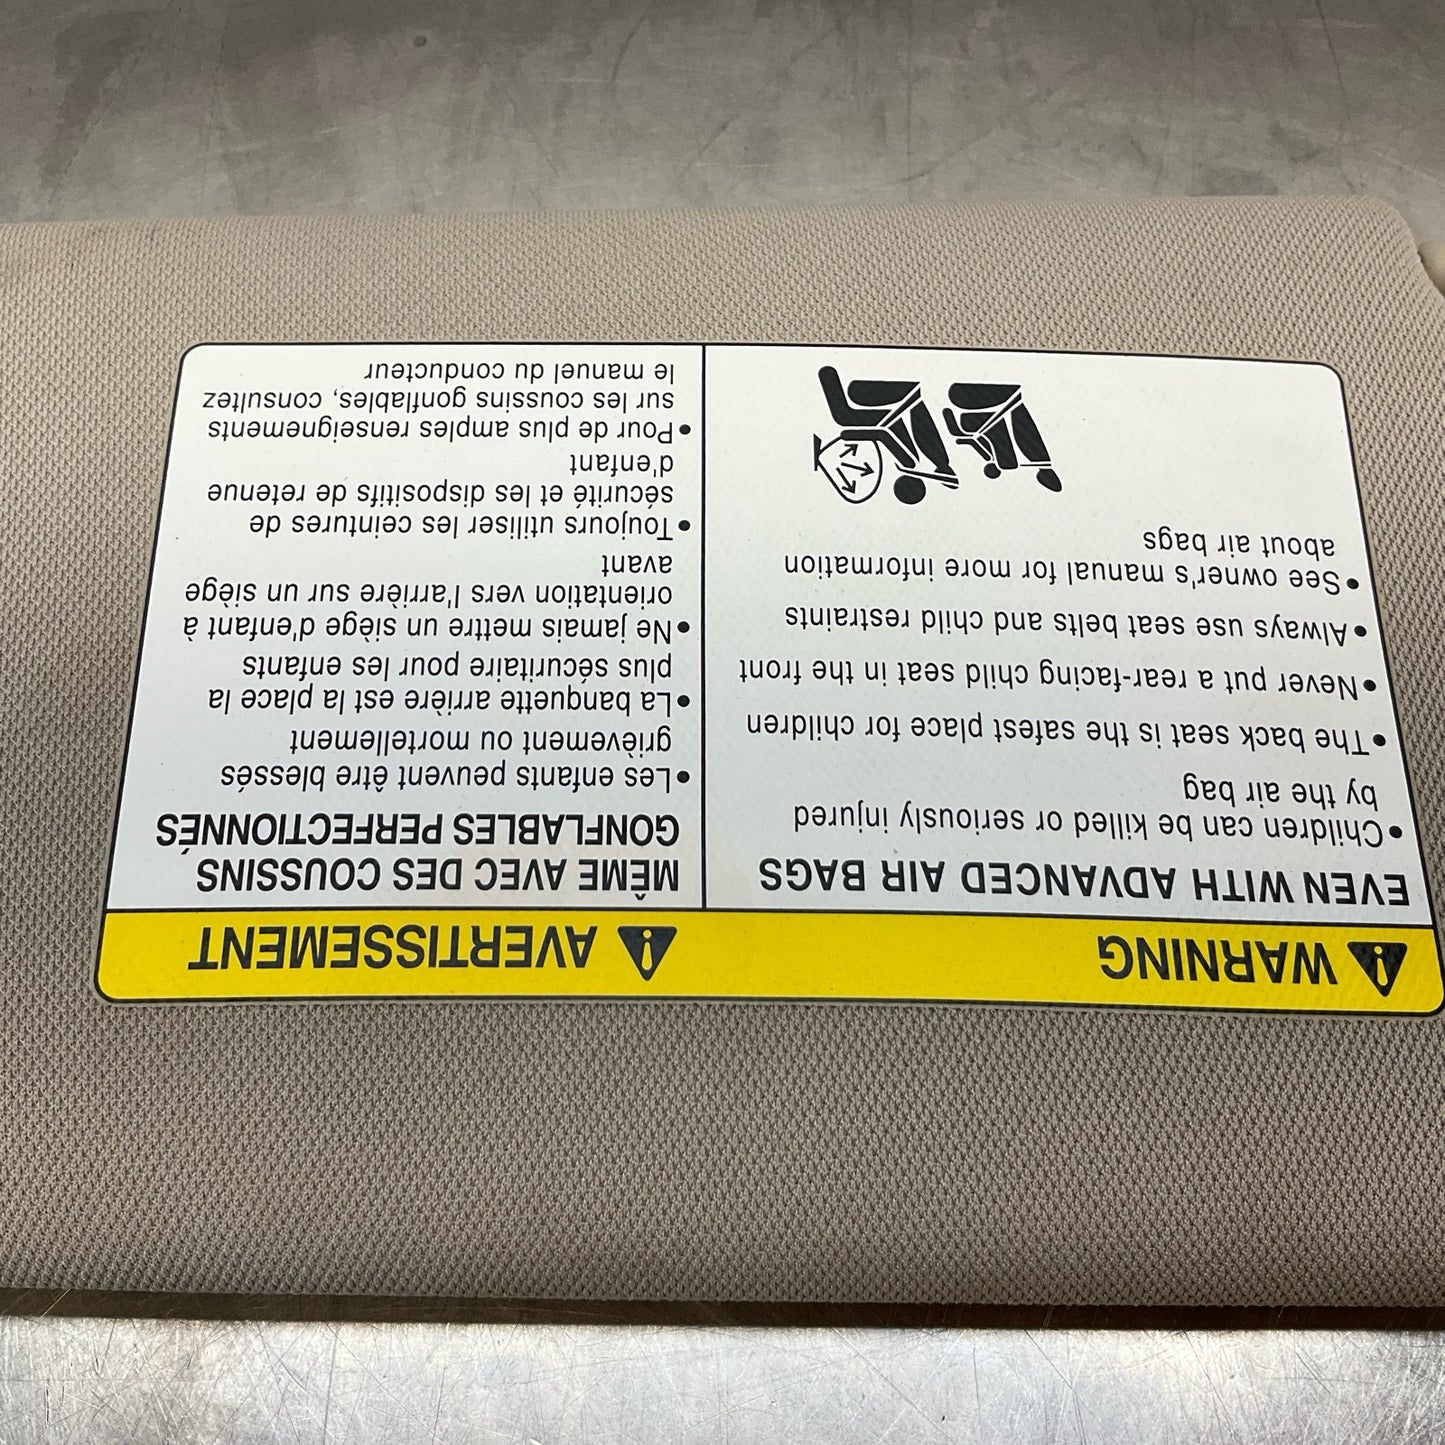 WARNING
EVEN WITH ADVANCED AIR BAGS
•Children can be killed or seriously injured
by the air bag
•The back seat is the safest place for children
•Never put a rear-facing child seat in the front
•Always use seat belts and child restraints
•See owner's manual for more information
about air bags
AVERTISSEMENT
MÊME AVEC DES COUSSINS
GONFLABLES PERFECTIONNÉS
•Les enfants peuvent être blessés
grièvement ou mortellement
•La banquette arrière est la place la
plus sécuritaire pour les enfants
•Ne jamais mettre un siège d'enfant à
orientation vers l'arrière sur un siège
avant
•Toujours utiliser les ceintures de
sécurité et les dispositifs de retenue
d'enfant
•Pour de plus amples renseignements
sur les coussins gonflables, consultez
le manuel du conducteur